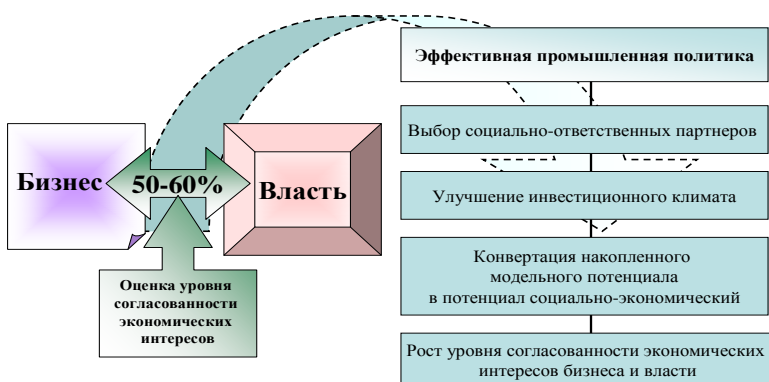 Бизнес
50-60%
Власть
Оценка уровня
согласованности
экономических
интересов
Эффективная промышленная политика
Выбор социально-ответственных партнеров
Улучшение инвестиционного климата
Конвертация накопленного
модельного потенциала
в потенциал социально-экономический
Рост уровня согласованности экономических
интересов бизнеса и власти